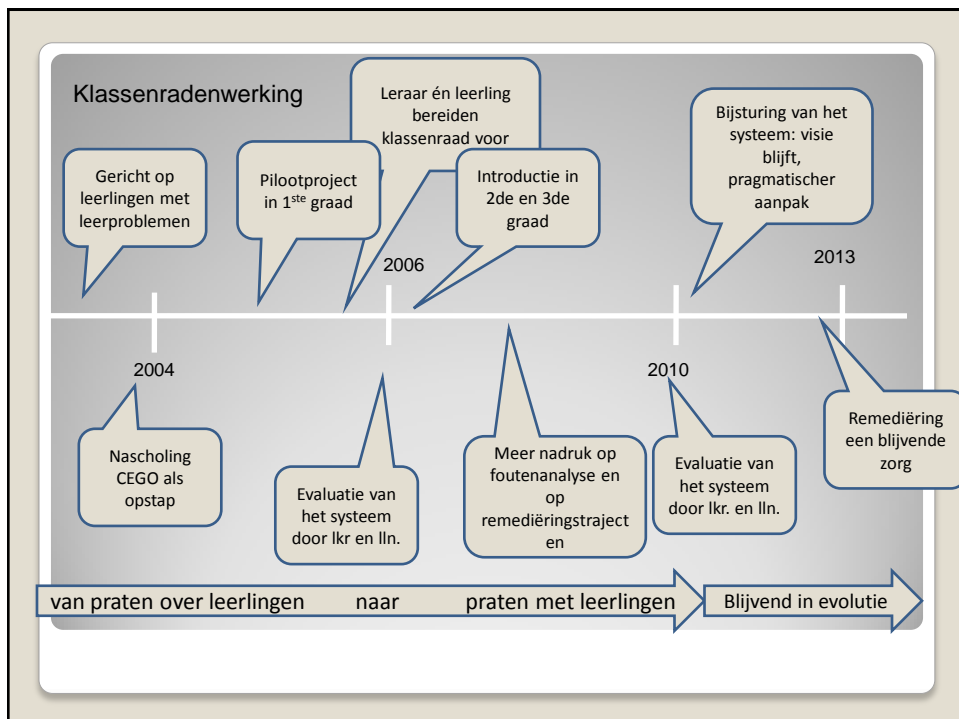 Klassenradenwerking
Gericht op
leerlingen met
leerproblemen
Pilootproject
in 1ste graad
Leraar én leerling
bereiden
klassenraad voor
Introductie in
2de en 3de
graad
Bijsturing van het
systeem: visie
blijft,
pragmatischer
aanpak
2006
2013
2004
2010
Nascholing
CEGO als
opstap
Evaluatie van
het systeem
door lkr en lln.
Meer nadruk op
foutenanalyse en
op
remediëringstraject
en
Evaluatie van
het systeem
door lkr. en lln.
Remediëring
een blijvende
zorg
van praten over leerlingen naar praten met leerlingen
Blijvend in evolutie